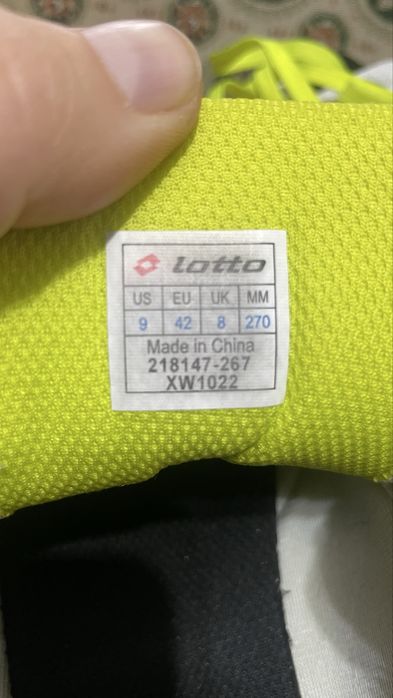 lotto
US EU UK MM
9 42 8 270
Made in China
218147-267
XW1022